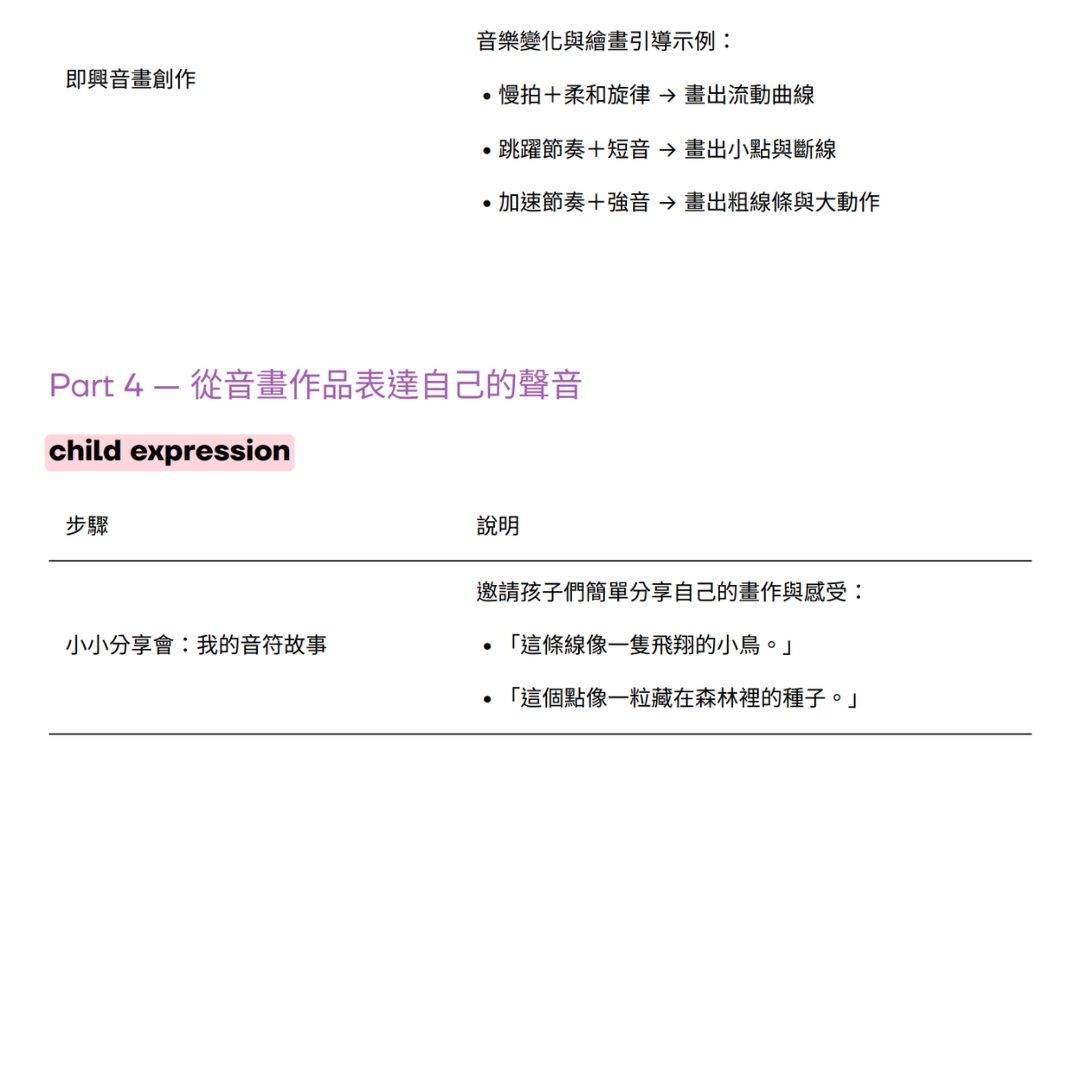 即興音畫創作
音樂變化與繪畫引導示例：
• 慢拍＋柔和旋律 → 畫出流動曲線
• 跳躍節奏＋短音 → 畫出小點與斷線
• 加速節奏＋強音 → 畫出粗線條與大動作
Part 4 — 從音畫作品表達自己的聲音
child expression
步驟
說明
小小分享會：我的音符故事
邀請孩子們簡單分享自己的畫作與感受：
• 「這條線像一隻飛翔的小鳥。」
• 「這個點像一粒藏在森林裡的種子。」